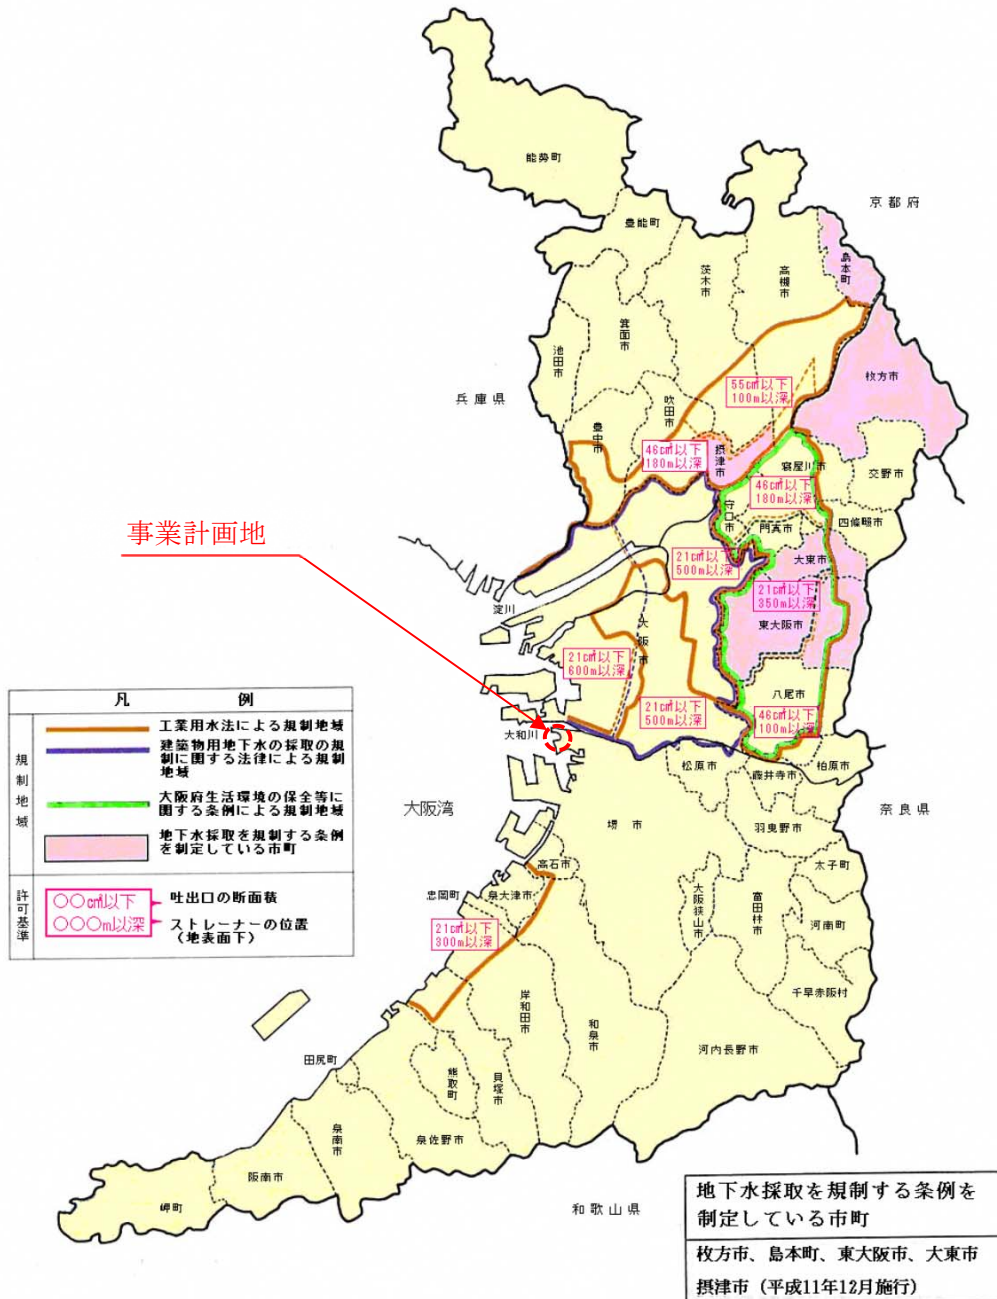 能勢町
京都府
豊能町
島本町
茨木市
高槻市
箕面市
池田市
枚方市
兵庫県
55c㎡以下
100m以深
吹田市
豊中市
摂津市
46c㎡以下
180m以深
寝屋川市
交野市
46c㎡以下
180m以深
守口市
門真市
四條畷市
事業計画地
21c㎡以下
500m以深
大東市
21c㎡以下
350m以深
淀川
大阪市
東大阪市
21c㎡以下
600m以深
八尾市
21c㎡以下
500m以深
46c㎡以下
100m以深
大和川
松原市
藤井寺市
柏原市
奈良県
大阪湾
堺市
羽曳野市
太子町
高石市
忠岡町
泉大津市
大阪狭山市
富田林市
河南町
21c㎡以下
300m以深
千早赤阪村
岸和田市
和泉市
河内長野市
田尻町
熊取町
貝塚市
泉南市
泉佐野市
阪南市
岬町
和歌山県
凡例
規制地域
工業用水法による規制地域
建築物用地下水の採取の規
制に関する法律による規制
地域
大阪府生活環境の保全等に
関する条例による規制地域
地下水採取を規制する条例
を制定している市町
許可基準
○○c㎡以下
○○○m以深
吐出口の断面積
ストレーナーの位置
(地表面下)
地下水採取を規制する条例を
制定している市町
枚方市、島本町、東大阪市、大東市
摂津市 (平成11年12月施行)